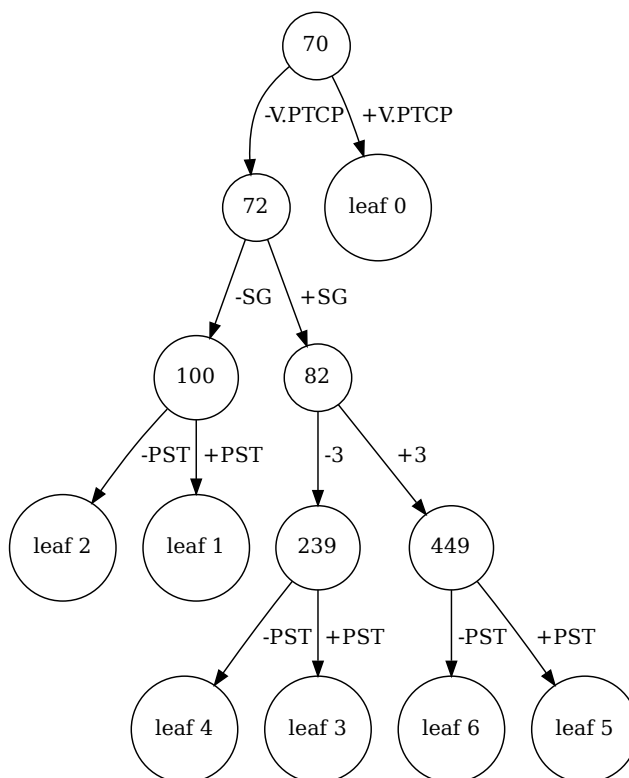 70
-V.PTCP +V.PTCP
72 leaf 0
-SG +SG
100 82
-PST +PST -3 +3
leaf 2 leaf 1 239 449
-PST +PST -PST +PST
leaf 4 leaf 3 leaf 6 leaf 5